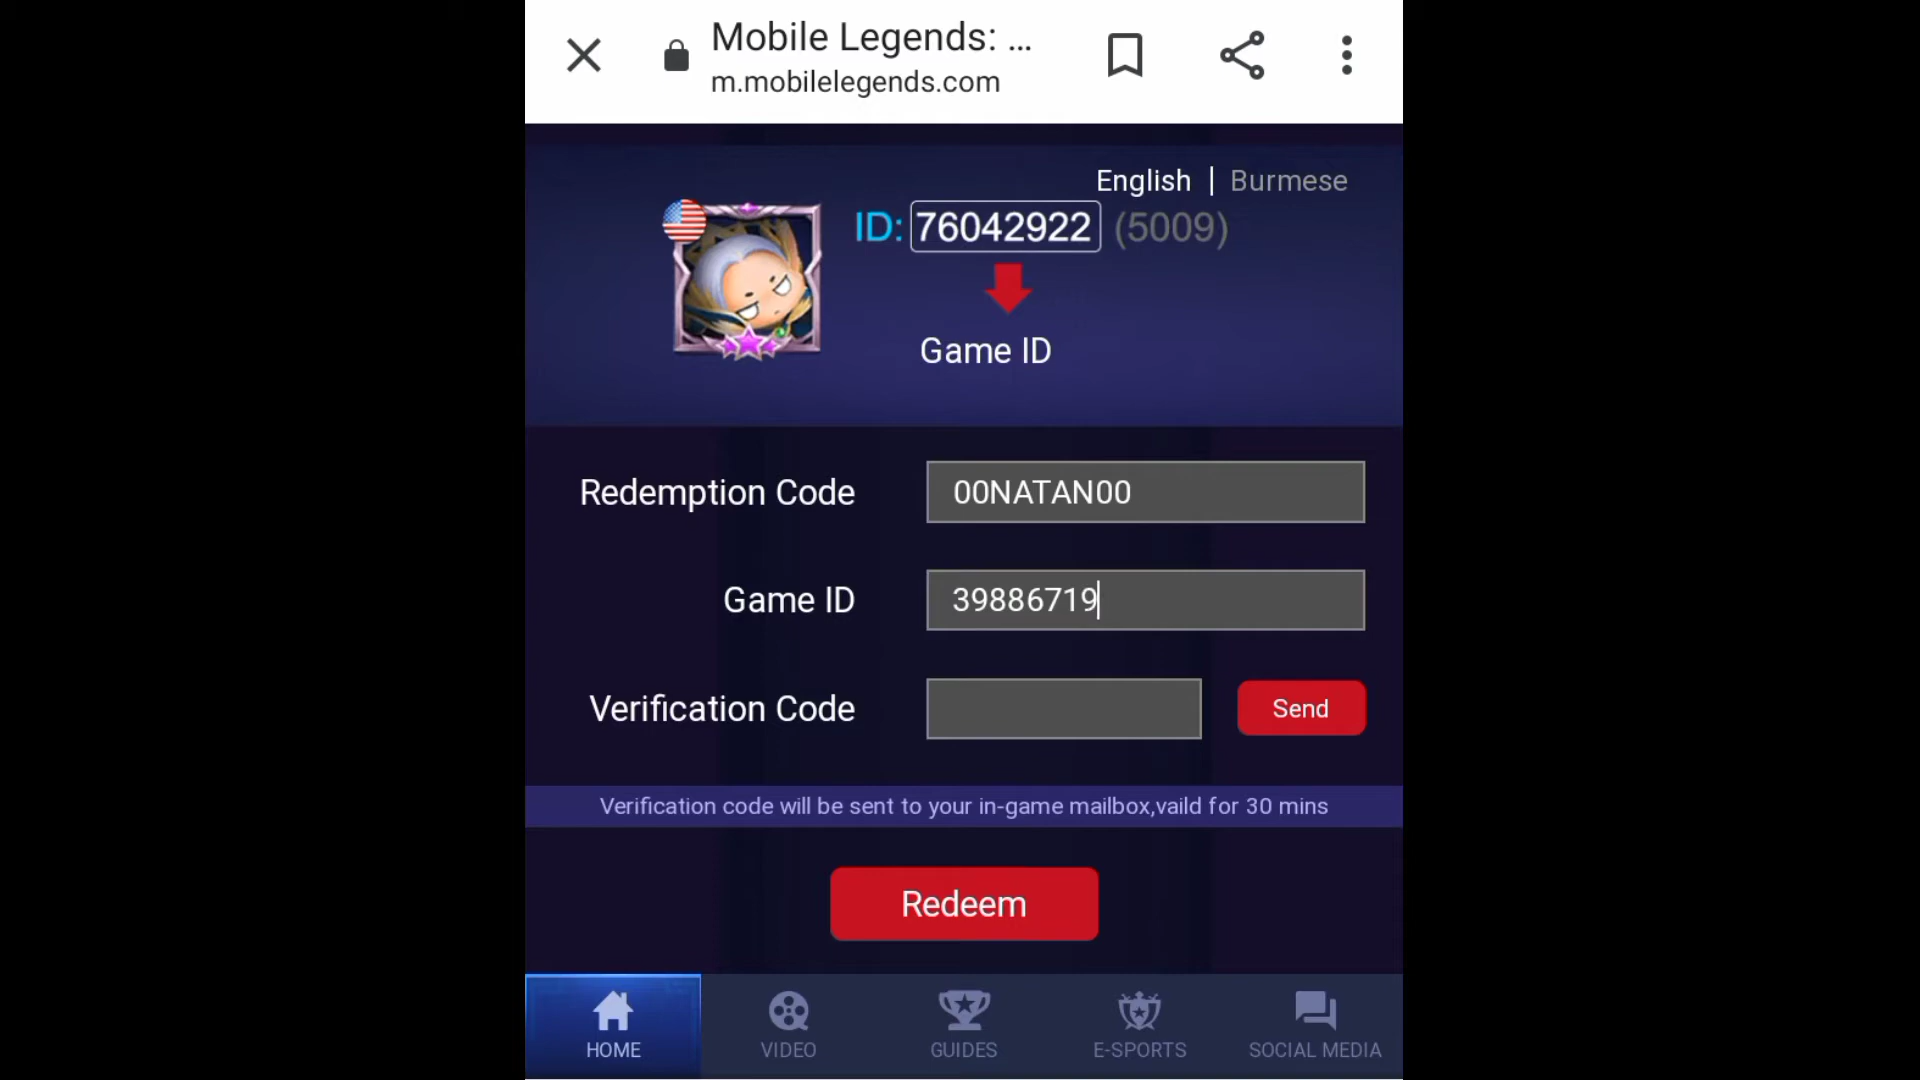 Mobile Legends: ...
m.mobilelegends.com
English | Burmese
ID: 76042922 (5009)
Game ID
Redemption Code 00NATAN00
Game ID 39886719
Verification Code Send
Verification code will be sent to your in-game mailbox,vaild for 30 mins
Redeem
HOME VIDEO GUIDES E-SPORTS SOCIAL MEDIA